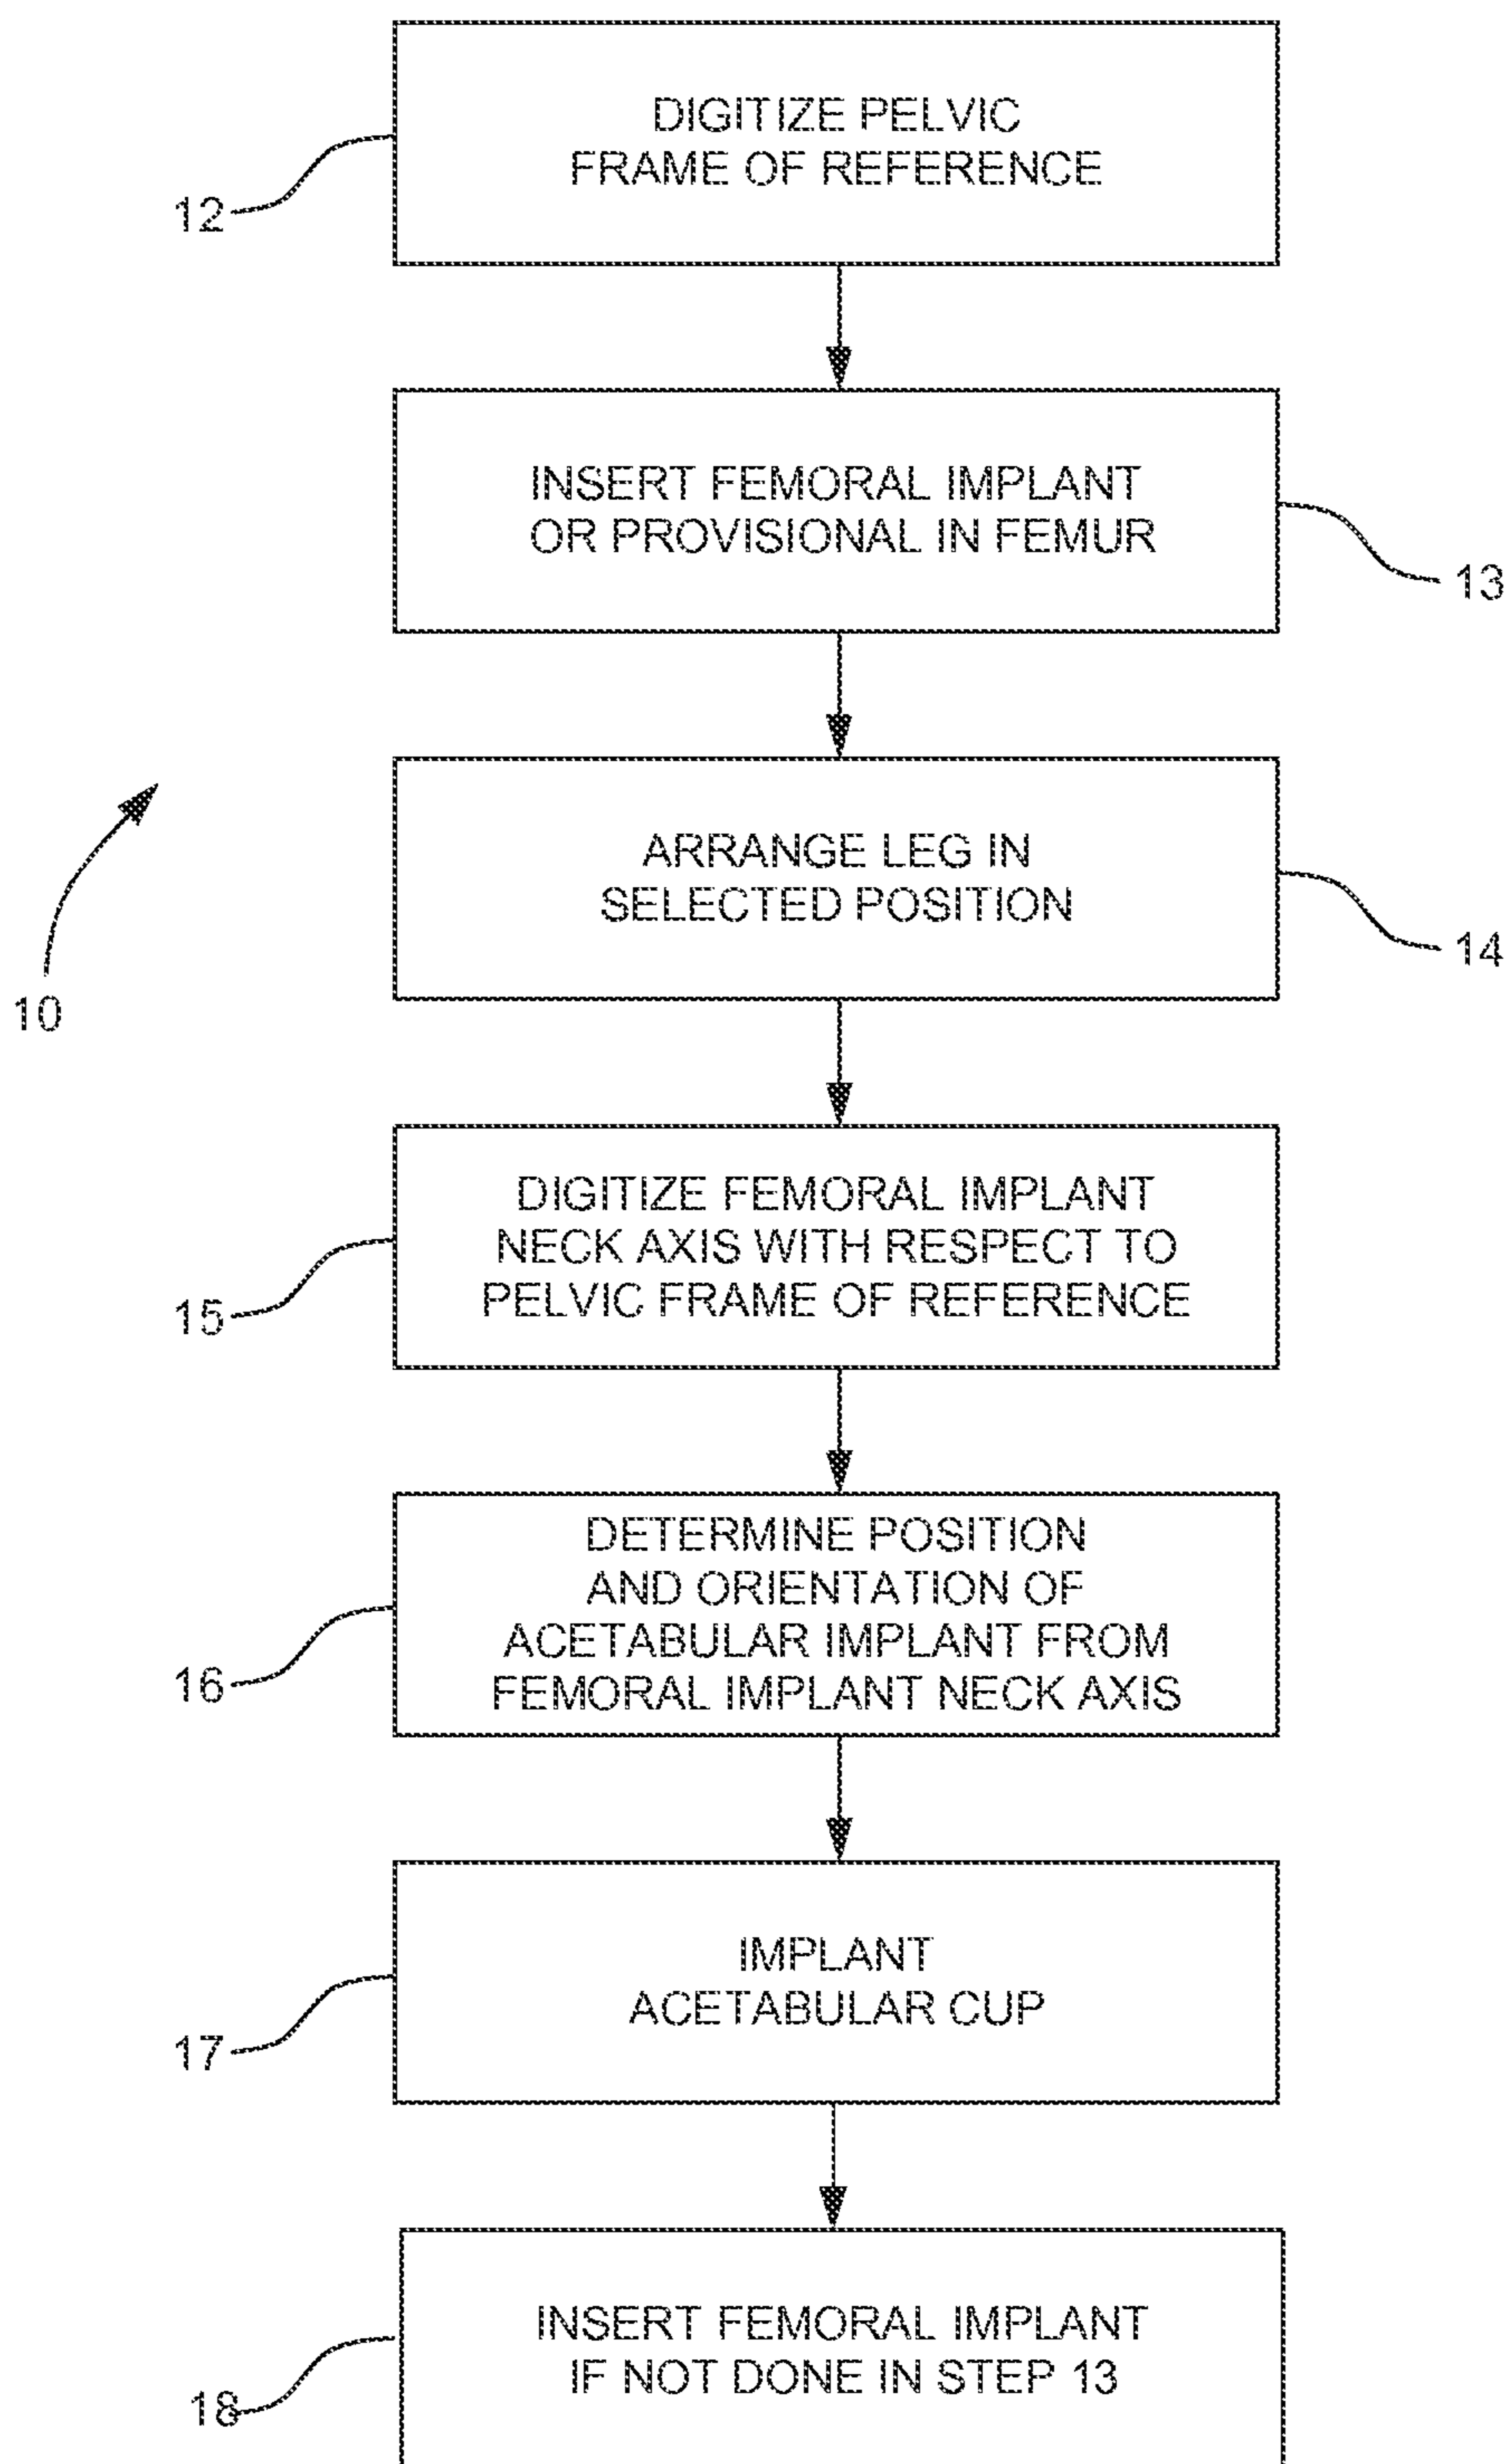 DIGITIZE PELVIC
FRAME OF REFERENCE
12
INSERT FEMORAL IMPLANT
OR PROVISIONAL IN FEMUR
13
ARRANGE LEG IN
SELECTED POSITION
14
10
DIGITIZE FEMORAL IMPLANT
NECK AXIS WITH RESPECT TO
PELVIC FRAME OF REFERENCE
15
DETERMINE POSITION
AND ORIENTATION OF
ACETABULAR IMPLANT FROM
FEMORAL IMPLANT NECK AXIS
16
IMPLANT
ACETABULAR CUP
17
INSERT FEMORAL IMPLANT
IF NOT DONE IN STEP 13
18